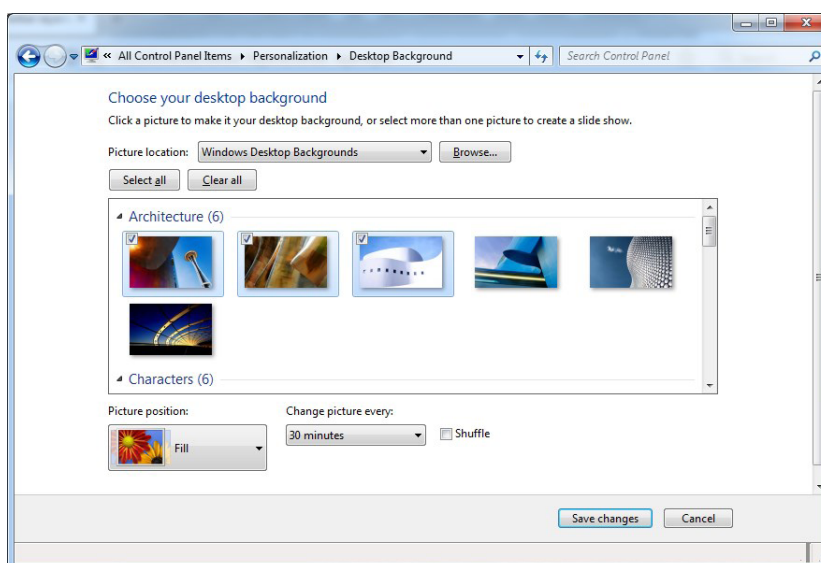 « All Control Panel Items ▸ Personalization ▸ Desktop Background
Search Control Panel
Choose your desktop background
Click a picture to make it your desktop background, or select more than one picture to create a slide show.
Picture location: Windows Desktop Backgrounds Browse...
Select all Clear all
Architecture (6)
Characters (6)
Picture position: Change picture every:
Fill 30 minutes Shuffle
Save changes Cancel